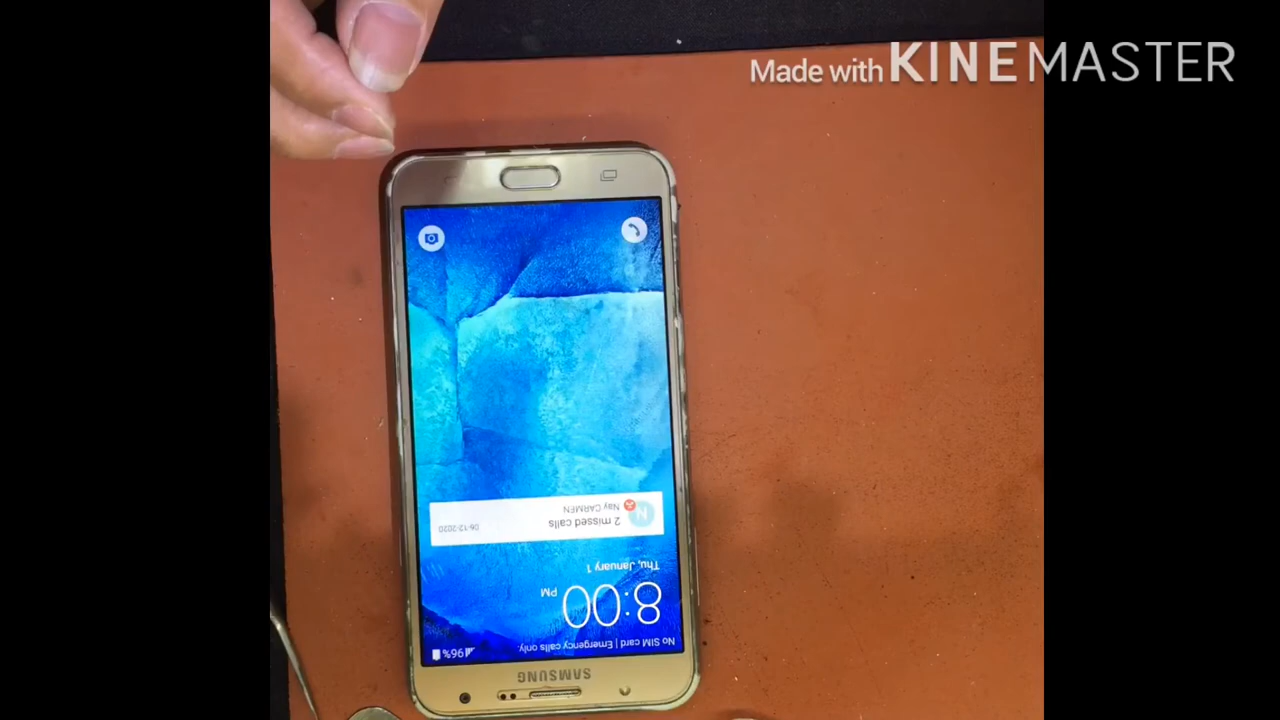 Made with KINEMASTER
SAMSUNG
No SIM card | Emergency calls only.
96%
8:00 PM
Thu, January 1
N
2 missed calls
06-12-2020
Nay CARMEN